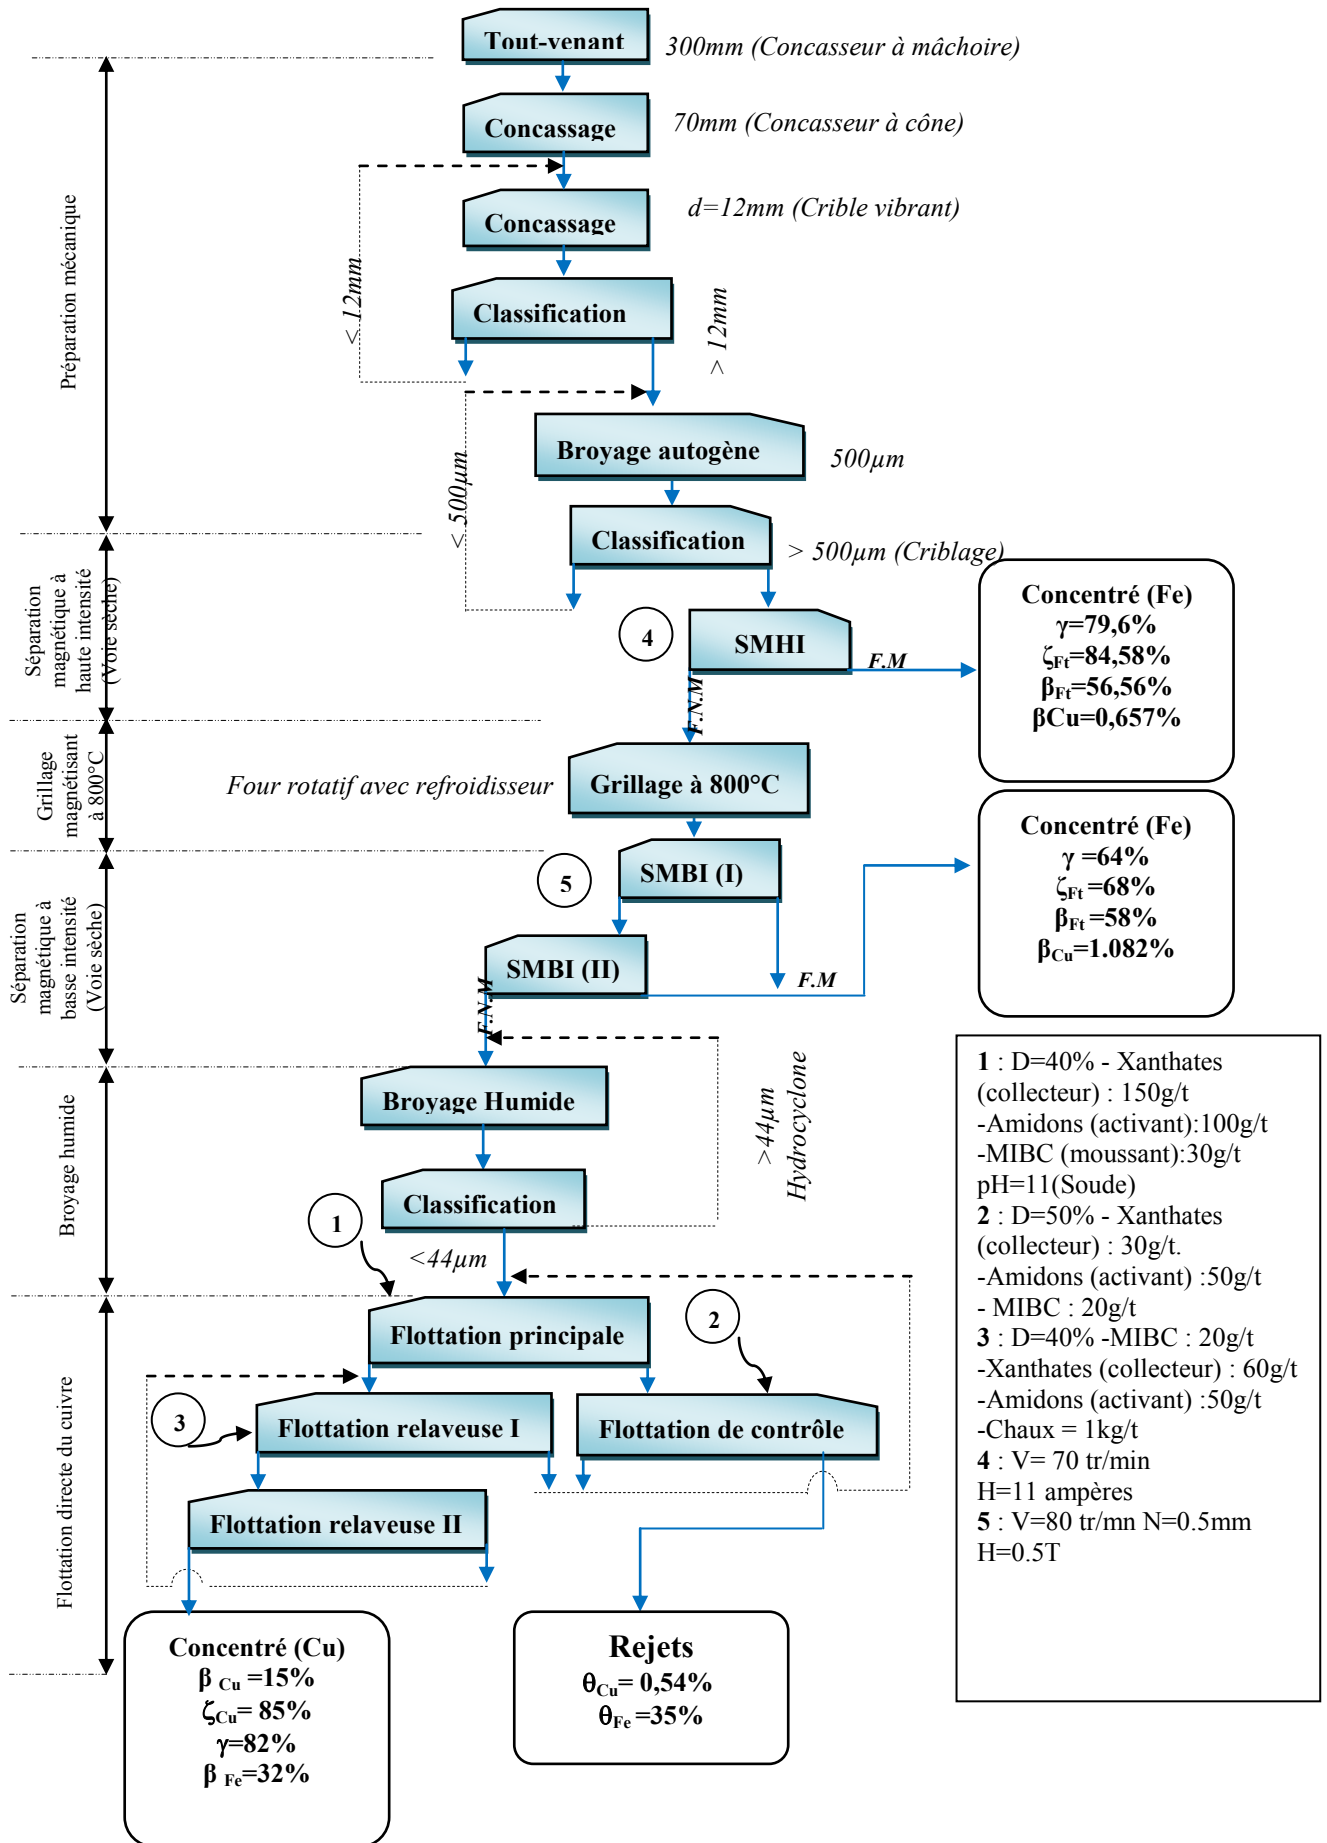 Tout-venant
300mm (Concasseur à mâchoire)
Concassage
70mm (Concasseur à cône)
Concassage
d=12mm (Crible vibrant)
Classification
< 12mm
> 12mm
Préparation mécanique
Broyage autogène
500µm
< 500µm
Classification
> 500µm (Criblage)
Séparation
magnétique à
haute intensité
(Voie sèche)
4
SMHI
F.M
F.N.M
Concentré (Fe)
γ=79,6%
ζFt=84,58%
βFt=56,56%
βCu=0,657%
Grillage
magnétisant
à 800°C
Four rotatif avec refroidisseur
Grillage à 800°C
Séparation
magnétique à
basse intensité
(Voie sèche)
5
SMBI (I)
SMBI (II)
F.M
F.N.M
Concentré (Fe)
γ =64%
ζFt=68%
βFt=58%
βCu=1.082%
Broyage humide
Broyage Humide
>44µm
Hydrocyclone
Classification
<44µm
1
Flottation directe du cuivre
Flottation principale
2
3
Flottation relaveuse I
Flottation de contrôle
Flottation relaveuse II
Concentré (Cu)
β Cu =15%
ζCu= 85%
γ=82%
β Fe=32%
Rejets
θCu= 0,54%
θFe =35%
1 : D=40% - Xanthates
(collecteur) : 150g/t
-Amidons (activant):100g/t
-MIBC (moussant):30g/t
pH=11(Soude)
2 : D=50% - Xanthates
(collecteur) : 30g/t.
-Amidons (activant) :50g/t
- MIBC : 20g/t
3 : D=40% -MIBC : 20g/t
-Xanthates (collecteur) : 60g/t
-Amidons (activant) :50g/t
-Chaux = 1kg/t
4 : V= 70 tr/min
H=11 ampères
5 : V=80 tr/mn N=0.5mm
H=0.5T